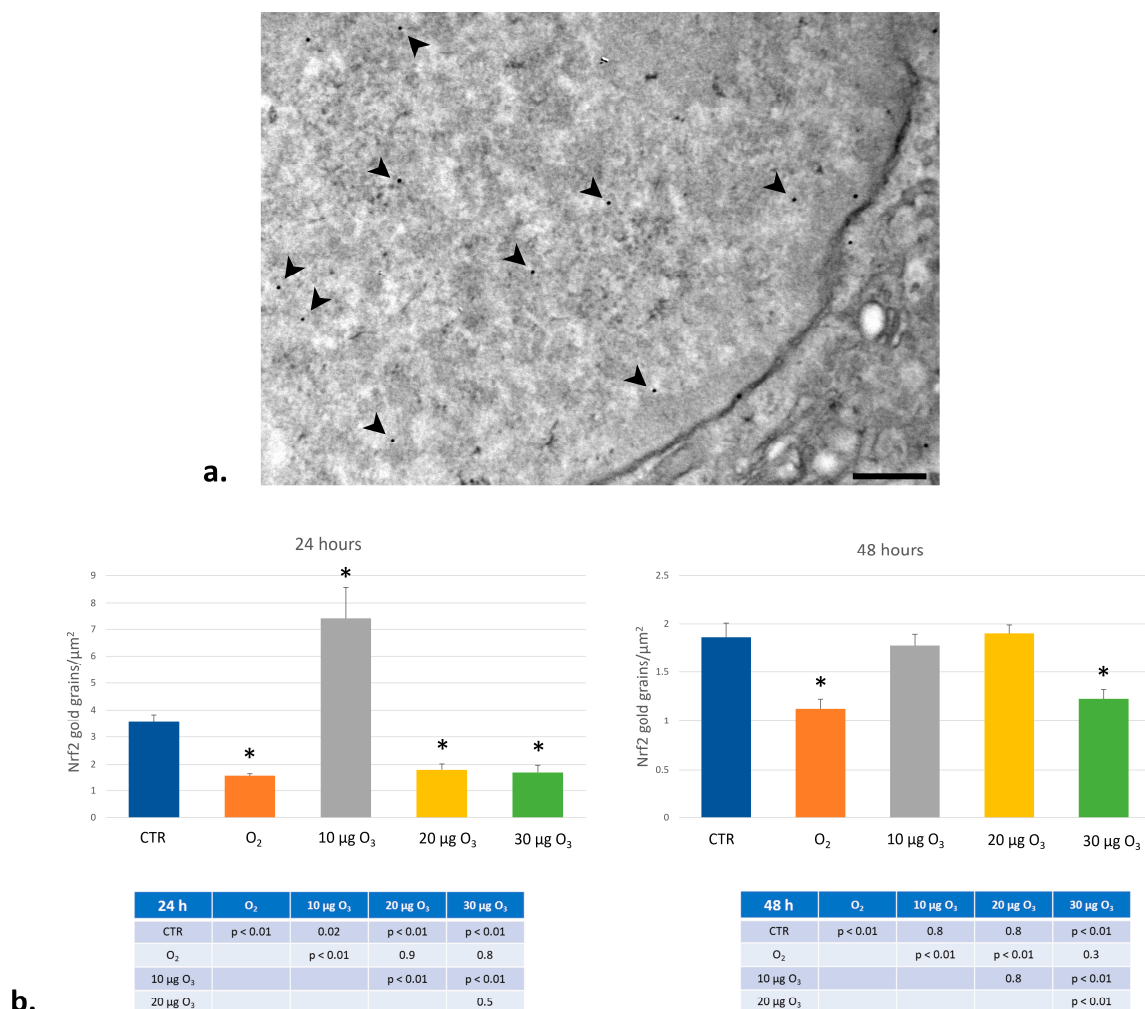 a.
24 hours
48 hours
Nrf2 gold grains/µm²
9
8
7
6
5
4
3
2
1
0
*
*
*
*
CTR
O₂
10 µg O₃
20 µg O₃
30 µg O₃
Nrf2 gold grains/µm²
2.5
2
1.5
1
0.5
0
*
*
CTR
O₂
10 µg O₃
20 µg O₃
30 µg O₃
24 h O₂ 10 µg O₃ 20 µg O₃ 30 µg O₃
CTR p < 0.01 0.02 p < 0.01 p < 0.01
O₂ p < 0.01 0.9 0.8
10 µg O₃ p < 0.01 p < 0.01
20 µg O₃ 0.5
48 h O₂ 10 µg O₃ 20 µg O₃ 30 µg O₃
CTR p < 0.01 0.8 0.8 p < 0.01
O₂ p < 0.01 p < 0.01 0.3
10 µg O₃ 0.8 p < 0.01
20 µg O₃ p < 0.01
b.